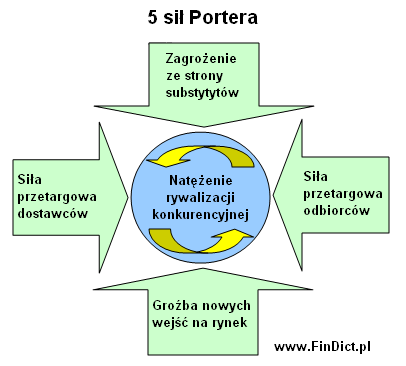 5 sił Portera
Zagrożenie
ze strony
substytytów
Siła
przetargowa
dostawców
Natężenie
rywalizacji
konkurencyjnej
Siła
przetargowa
odbiorców
Groźba nowych
wejść na rynek
www.FinDict.pl